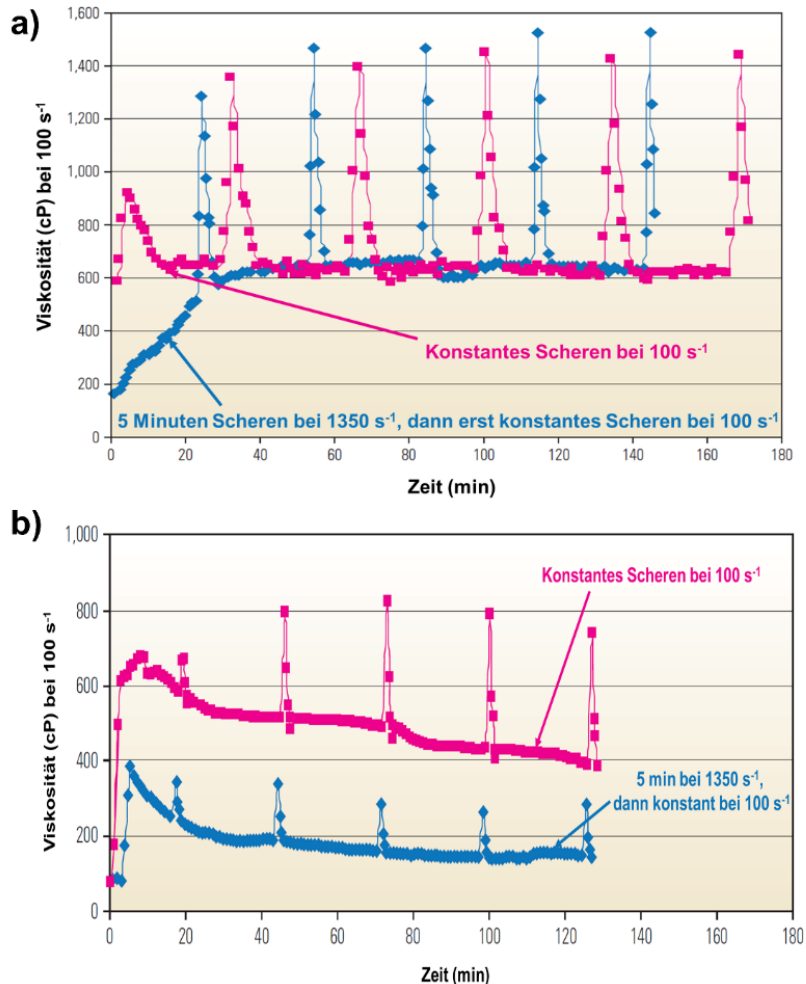 a)
Viskosität (cP) bei 100 s⁻¹
1,600
1,400
1,200
1,000
800
600
400
200
0
Konstantes Scheren bei 100 s⁻¹
5 Minuten Scheren bei 1350 s⁻¹, dann erst konstantes Scheren bei 100 s⁻¹
0 20 40 60 80 100 120 140 160 180
Zeit (min)
b)
Viskosität (cP) bei 100 s⁻¹
1,000
800
600
400
200
0
Konstantes Scheren bei 100 s⁻¹
5 min bei 1350 s⁻¹,
dann konstant bei 100 s⁻¹
0 20 40 60 80 100 120 140 160 180
Zeit (min)